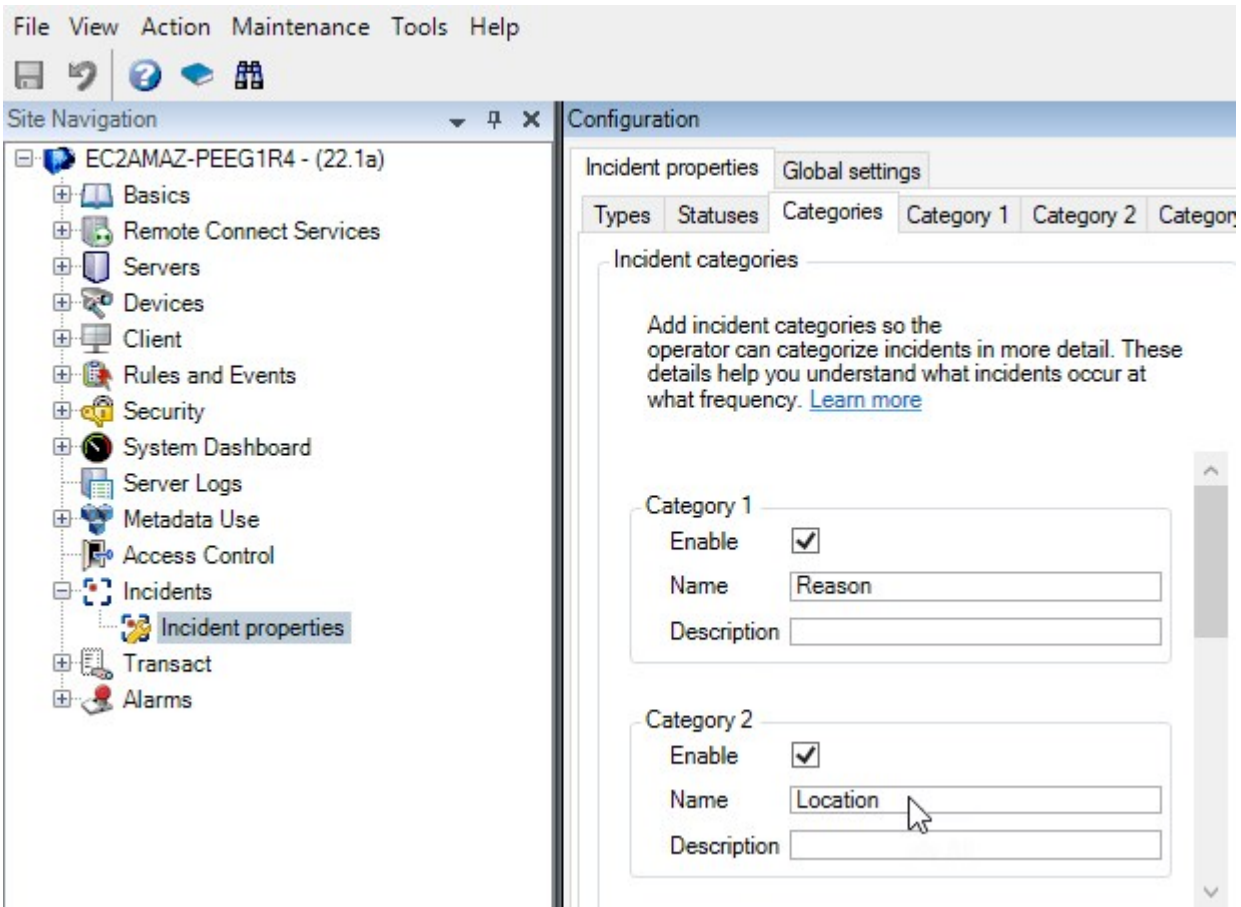 File View Action Maintenance Tools Help
Site Navigation
EC2AMAZ-PEEG1R4 - (22.1a)
Basics
Remote Connect Services
Servers
Devices
Client
Rules and Events
Security
System Dashboard
Server Logs
Metadata Use
Access Control
Incidents
Incident properties
Transact
Alarms
Configuration
Incident properties Global settings
Types Statuses Categories Category 1 Category 2 Category
Incident categories
Add incident categories so the
operator can categorize incidents in more detail. These
details help you understand what incidents occur at
what frequency. Learn more
Category 1
Enable
Name Reason
Description
Category 2
Enable
Name Location
Description